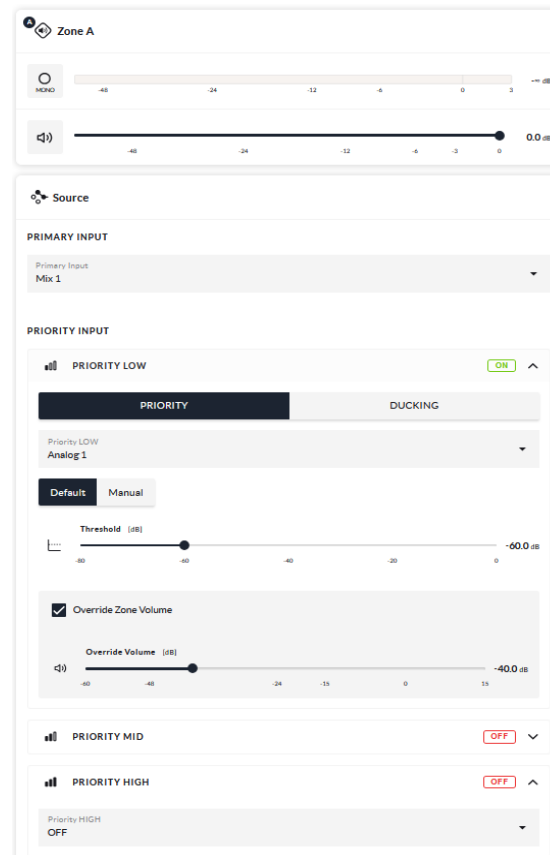 A
Zone A
MONO
-48 -24 -12 -6 0 3
-∞ dB
0.0 dB
-48 -24 -12 -6 -3 0
Source
PRIMARY INPUT
Primary Input
Mix 1
PRIORITY INPUT
PRIORITY LOW ON
PRIORITY DUCKING
Priority LOW
Analog 1
Default Manual
Threshold [dB]
-60.0 dB
-80 -60 -40 -20 0
Override Zone Volume
Override Volume [dB]
-40.0 dB
-60 -48 -24 -15 0 15
PRIORITY MID OFF
PRIORITY HIGH OFF
Priority HIGH
OFF